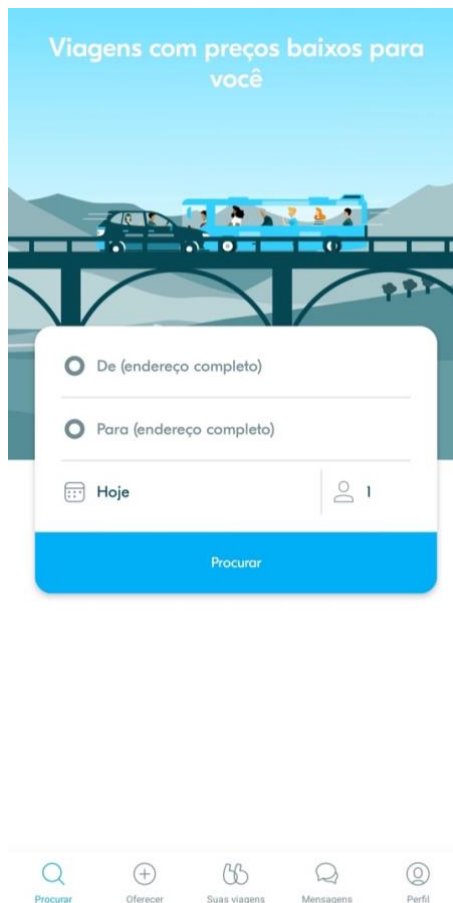 Viagens com preços baixos para
você
De (endereço completo)
Para (endereço completo)
Hoje
1
Procurar
Procurar
Oferecer
Suas viagens
Mensagens
Perfil